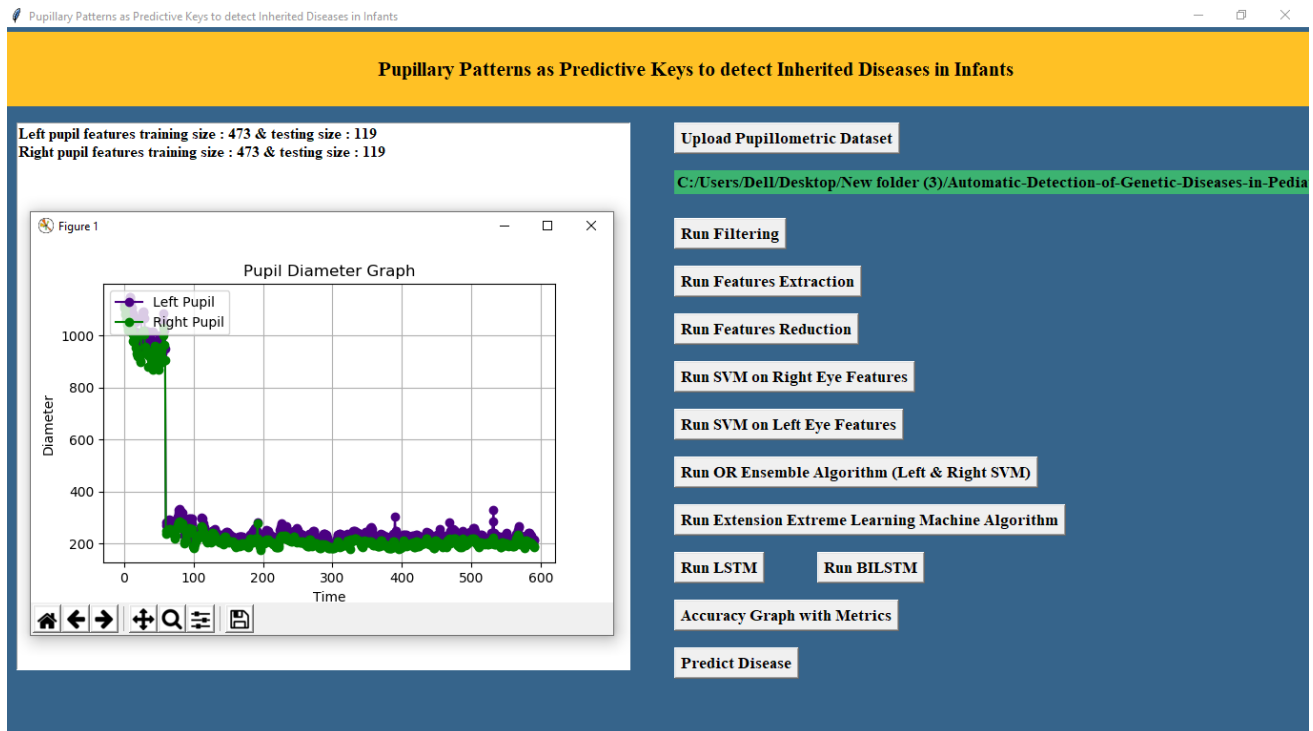 Pupillary Patterns as Predictive Keys to detect Inherited Diseases in Infants
Pupillary Patterns as Predictive Keys to detect Inherited Diseases in Infants
Left pupil features training size : 473 & testing size : 119
Right pupil features training size : 473 & testing size : 119
Figure 1
Pupil Diameter Graph
Left Pupil
Right Pupil
1000
800
600
400
200
Diameter
0 100 200 300 400 500 600
Time
Upload Pupillometric Dataset
C:/Users/Dell/Desktop/New folder (3)/Automatic-Detection-of-Genetic-Diseases-in-Pedia
Run Filtering
Run Features Extraction
Run Features Reduction
Run SVM on Right Eye Features
Run SVM on Left Eye Features
Run OR Ensemble Algorithm (Left & Right SVM)
Run Extension Extreme Learning Machine Algorithm
Run LSTM Run BILSTM
Accuracy Graph with Metrics
Predict Disease